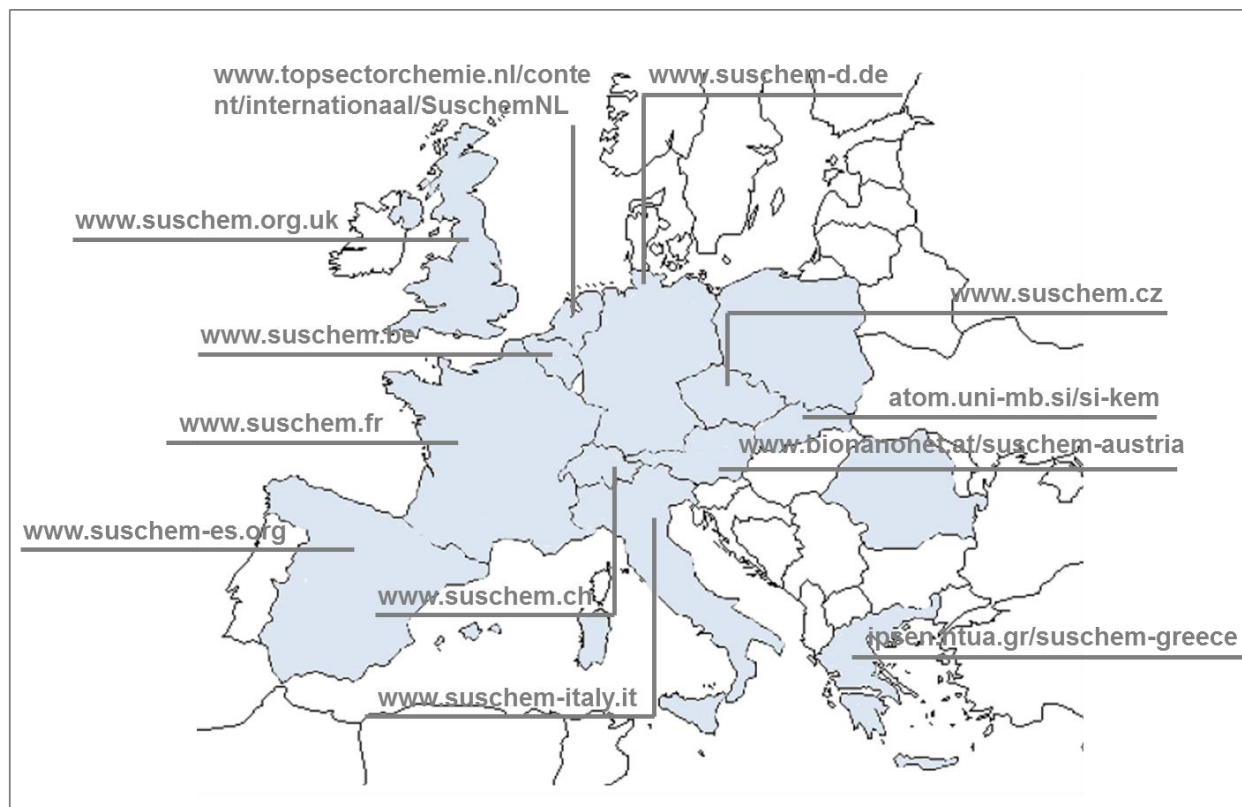 www.topsectorchemie.nl/conte
nt/internationaal/SuschemNL
www.suschem-d.de
www.suschem.org.uk
www.suschem.cz
www.suschem.be
atom.uni-mb.si/si-kem
www.suschem.fr
www.bionanonet.at/suschem-austria
www.suschem-es.org
www.suschem.ch
ipsen.ntua.gr/suschem-greece
www.suschem-italy.it